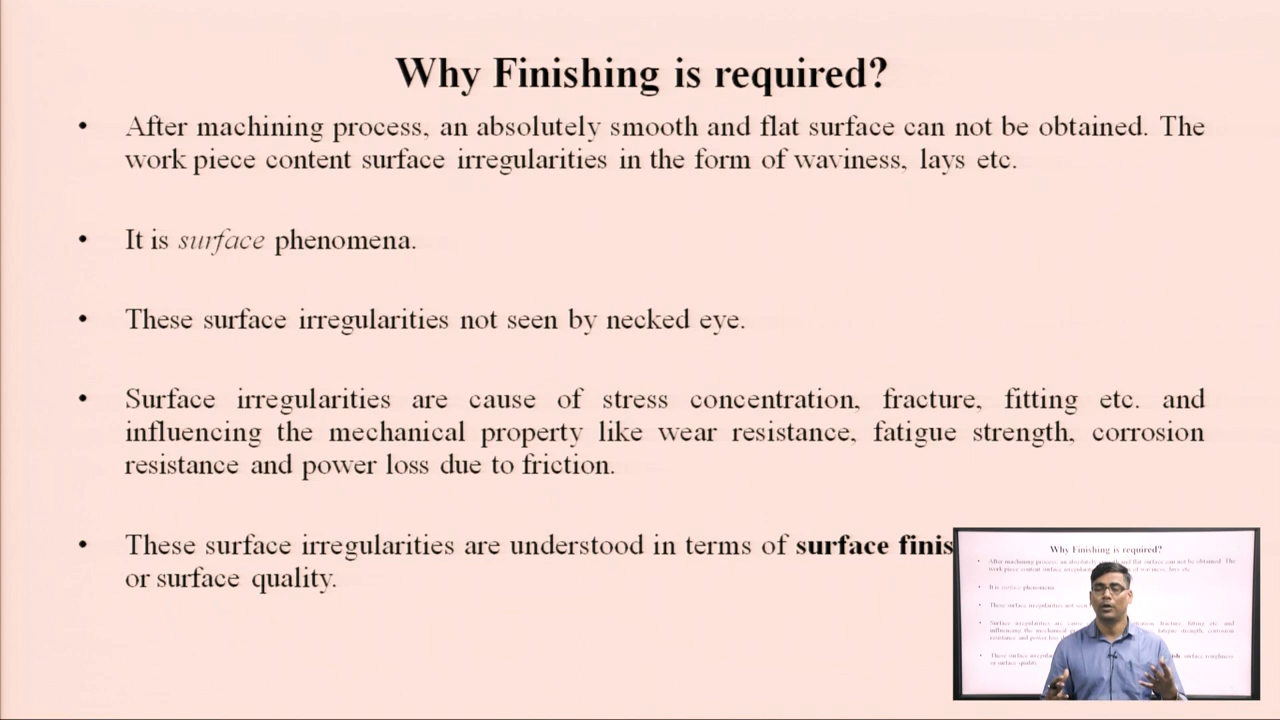 Why Finishing is required?
• After machining process, an absolutely smooth and flat surface can not be obtained. The
work piece content surface irregularities in the form of waviness, lays etc.
• It is surface phenomena.
• These surface irregularities not seen by necked eye.
• Surface irregularities are cause of stress concentration, fracture, fitting etc. and
influencing the mechanical property like wear resistance, fatigue strength, corrosion
resistance and power loss due to friction.
• These surface irregularities are understood in terms of surface finis
or surface quality.
Why Finishing is required?